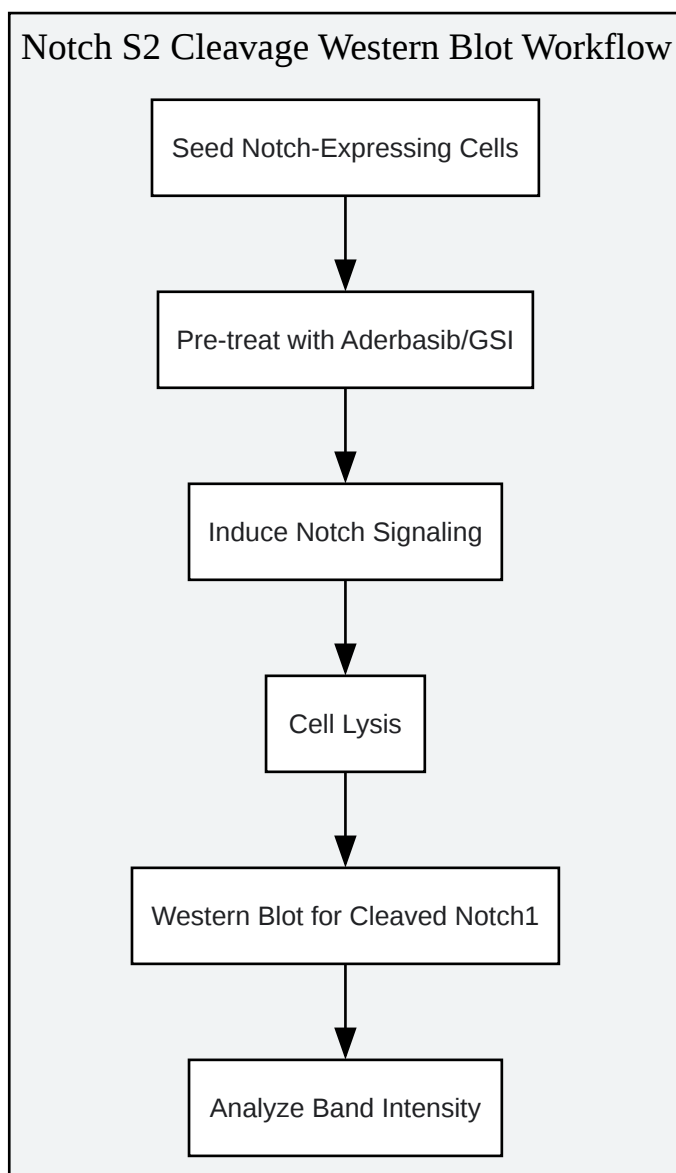 Notch S2 Cleavage Western Blot Workflow
Seed Notch-Expressing Cells
Pre-treat with Aderbasib/GSI
Induce Notch Signaling
Cell Lysis
Western Blot for Cleaved Notch1
Analyze Band Intensity